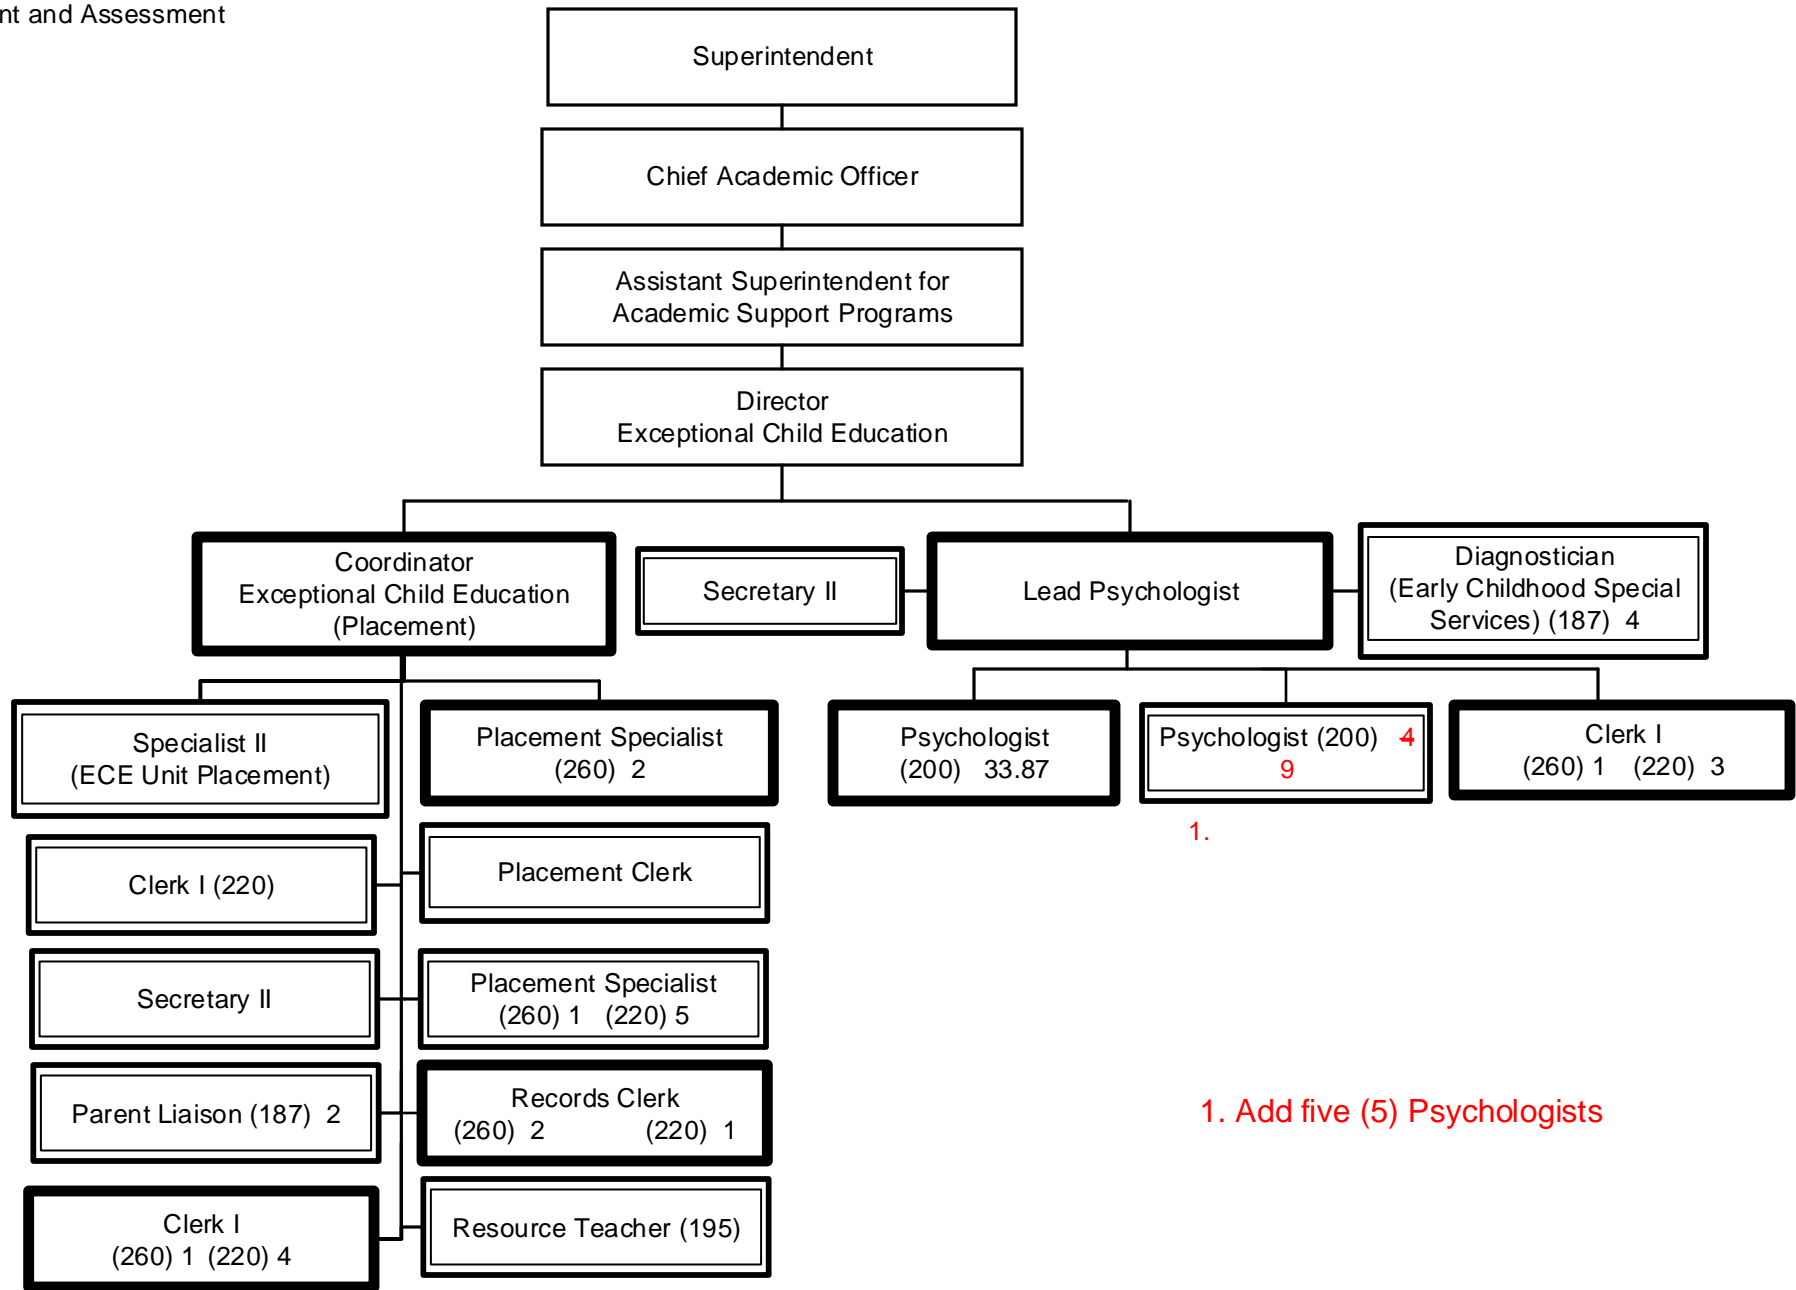 and Assessment
Superintendent
Chief Academic Officer
Assistant Superintendent for
Academic Support Programs
Director
Exceptional Child Education
Coordinator
Exceptional Child Education
(Placement)
Secretary II
Lead Psychologist
Diagnostician
(Early Childhood Special
Services) (187) 4
Specialist II
(ECE Unit Placement)
Placement Specialist
(260) 2
Psychologist
(200) 33.87
Psychologist (200) 4
9
Clerk I
(260) 1 (220) 3
1.
Clerk I (220)
Placement Clerk
Secretary II
Placement Specialist
(260) 1 (220) 5
Parent Liaison (187) 2
Records Clerk
(260) 2 (220) 1
1. Add five (5) Psychologists
Clerk I
(260) 1 (220) 4
Resource Teacher (195)